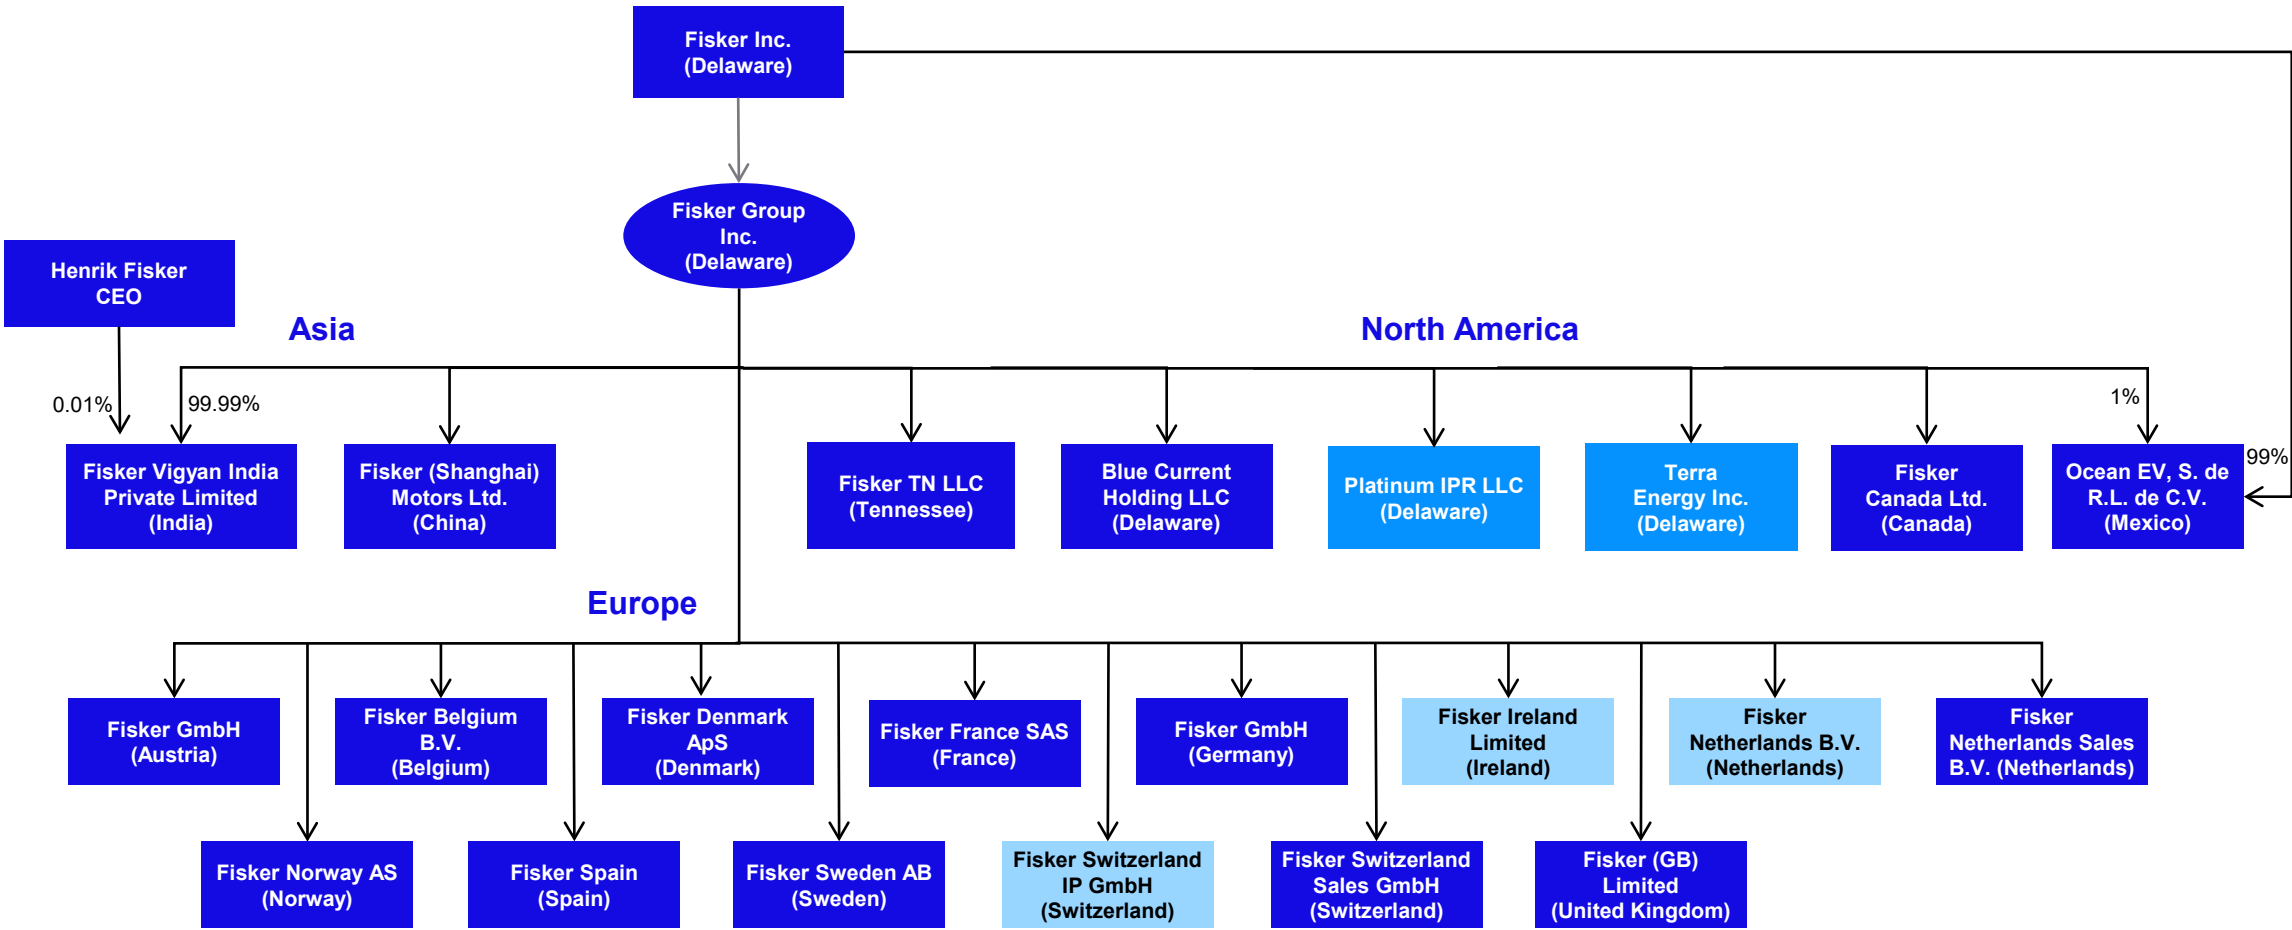 Fisker Inc.
(Delaware)
Fisker Group
Inc.
(Delaware)
Henrik Fisker
CEO
Asia
North America
0.01%
99.99%
1%
99%
Fisker Vigyan India
Private Limited
(India)
Fisker (Shanghai)
Motors Ltd.
(China)
Fisker TN LLC
(Tennessee)
Blue Current
Holding LLC
(Delaware)
Platinum IPR LLC
(Delaware)
Terra
Energy Inc.
(Delaware)
Fisker
Canada Ltd.
(Canada)
Ocean EV, S. de
R.L. de C.V.
(Mexico)
Europe
Fisker GmbH
(Austria)
Fisker Belgium
B.V.
(Belgium)
Fisker Denmark
ApS
(Denmark)
Fisker France SAS
(France)
Fisker GmbH
(Germany)
Fisker Ireland
Limited
(Ireland)
Fisker
Netherlands B.V.
(Netherlands)
Fisker
Netherlands Sales
B.V. (Netherlands)
Fisker Norway AS
(Norway)
Fisker Spain
(Spain)
Fisker Sweden AB
(Sweden)
Fisker Switzerland
IP GmbH
(Switzerland)
Fisker Switzerland
Sales GmbH
(Switzerland)
Fisker (GB)
Limited
(United Kingdom)